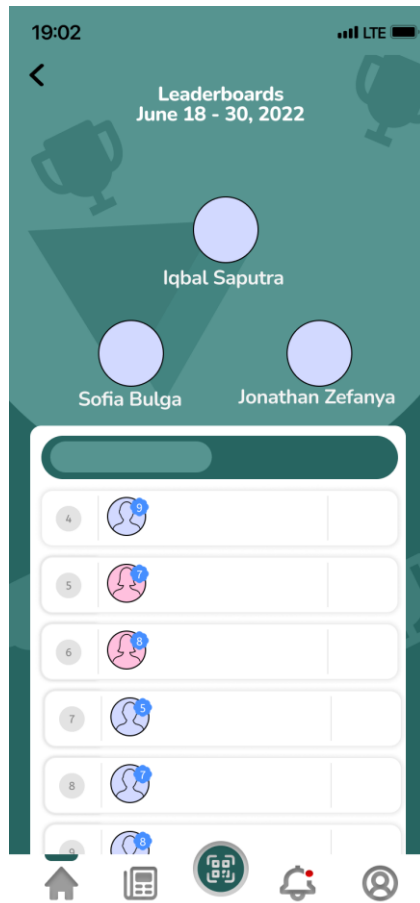 19:02
LTE
Leaderboards
June 18 - 30, 2022
Iqbal Saputra
Sofia Bulga
Jonathan Zefanya
4
9
5
7
6
8
7
5
8
7
9
8